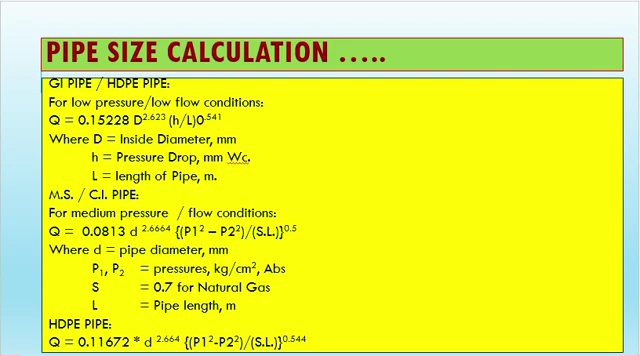 PIPE SIZE CALCULATION …..
GI PIPE / HDPE PIPE:
For low pressure/low flow conditions:
Q = 0.15228 D^2.623 (h/L)0^.541
Where D = Inside Diameter, mm
h = Pressure Drop, mm Wc.
L = length of Pipe, m.
M.S. / C.I. PIPE:
For medium pressure / flow conditions:
Q = 0.0813 d ^2.6664 {(P1² – P2²)/(S.L.)}^0.5
Where d = pipe diameter, mm
P₁, P₂ = pressures, kg/cm², Abs
S = 0.7 for Natural Gas
L = Pipe length, m
HDPE PIPE:
Q = 0.11672 * d ^2.664 {(P1²-P2²)/(S.L.)}^0.544